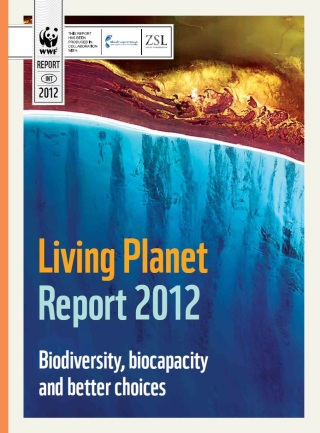 WWF
REPORT
INT
2012
THIS REPORT
HAS BEEN
PRODUCED IN
COLLABORATION
WITH:
ZSL
Living Planet
Report 2012
Biodiversity, biocapacity
and better choices